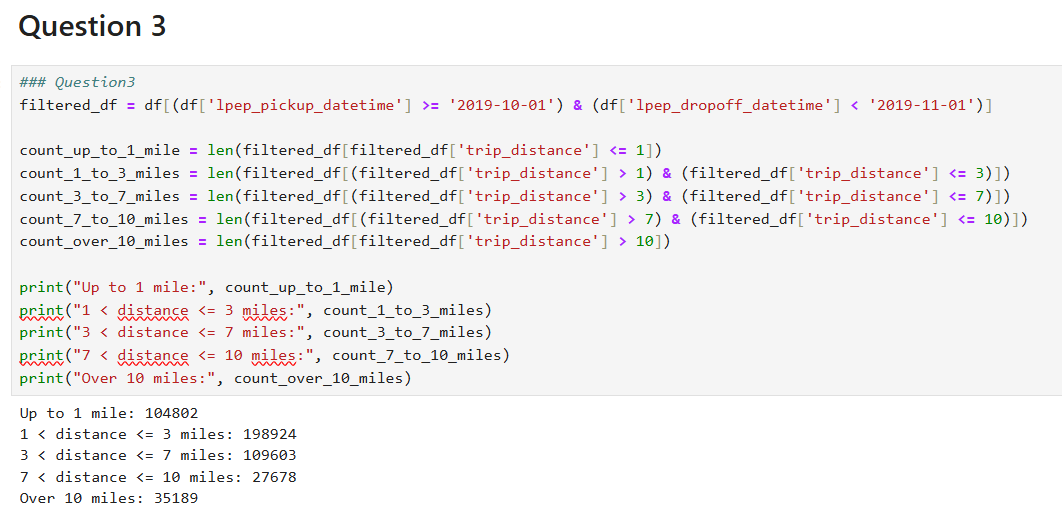 Question 3
### Question3
filtered_df = df[(df['lpep_pickup_datetime'] >= '2019-10-01') & (df['lpep_dropoff_datetime'] < '2019-11-01')]
count_up_to_1_mile = len(filtered_df[filtered_df['trip_distance'] <= 1])
count_1_to_3_miles = len(filtered_df[(filtered_df['trip_distance'] > 1) & (filtered_df['trip_distance'] <= 3)])
count_3_to_7_miles = len(filtered_df[(filtered_df['trip_distance'] > 3) & (filtered_df['trip_distance'] <= 7)])
count_7_to_10_miles = len(filtered_df[(filtered_df['trip_distance'] > 7) & (filtered_df['trip_distance'] <= 10)])
count_over_10_miles = len(filtered_df[filtered_df['trip_distance'] > 10])
print("Up to 1 mile:", count_up_to_1_mile)
print("1 < distance <= 3 miles:", count_1_to_3_miles)
print("3 < distance <= 7 miles:", count_3_to_7_miles)
print("7 < distance <= 10 miles:", count_7_to_10_miles)
print("Over 10 miles:", count_over_10_miles)
Up to 1 mile: 104802
1 < distance <= 3 miles: 198924
3 < distance <= 7 miles: 109603
7 < distance <= 10 miles: 27678
Over 10 miles: 35189